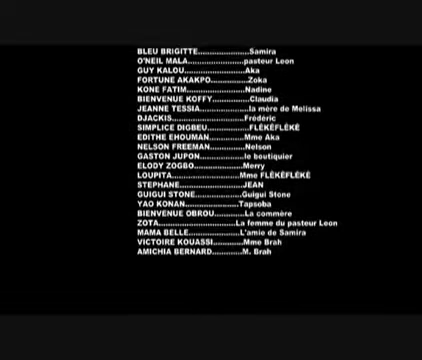 BLEU BRIGITTE.......................Samira
O'NEIL MALA.........................pasteur Leon
GUY KALOU...........................Aka
FORTUNE AKAKPO................Zoka
KONE FATIM..........................Nadine
BIENVENUE KOFFY................Claudia
JEANNE TESSIA.....................la mère de Melissa
DJACKIS................................Frédéric
SIMPLICE DIGBEU..................FLÉKÉFLÉKÉ
EDITHE EHOUMAN................Mme Aka
NELSON FREEMAN................Nelson
GASTON JUPON....................le boutiquier
ELODY ZOGBO......................Merry
LOUPITA..............................Mme FLÉKÉFLÉKÉ
STEPHANE............................JEAN
GUIGUI STONE.....................Guigui Stone
YAO KONAN........................Tapsoba
BIENVENUE OBROU.............La commère
ZOTA..................................La femme du pasteur Leon
MAMA BELLE.......................L'amie de Samira
VICTOIRE KOUASSI.............Mme Brah
AMICHIA BERNARD.............M. Brah